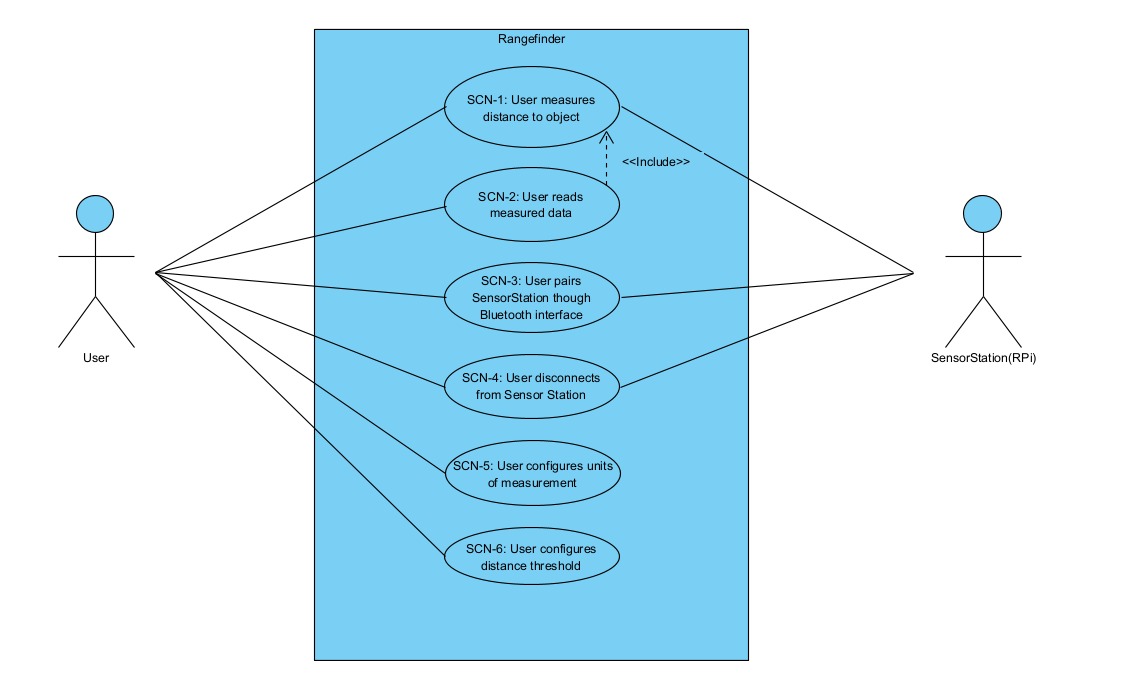 Rangefinder
SCN-1: User measures
distance to object
<<Include>>
SCN-2: User reads
measured data
SCN-3: User pairs
SensorStation though
Bluetooth interface
User
SensorStation(RPi)
SCN-4: User disconnects
from Sensor Station
SCN-5: User configures units
of measurement
SCN-6: User configures
distance threshold